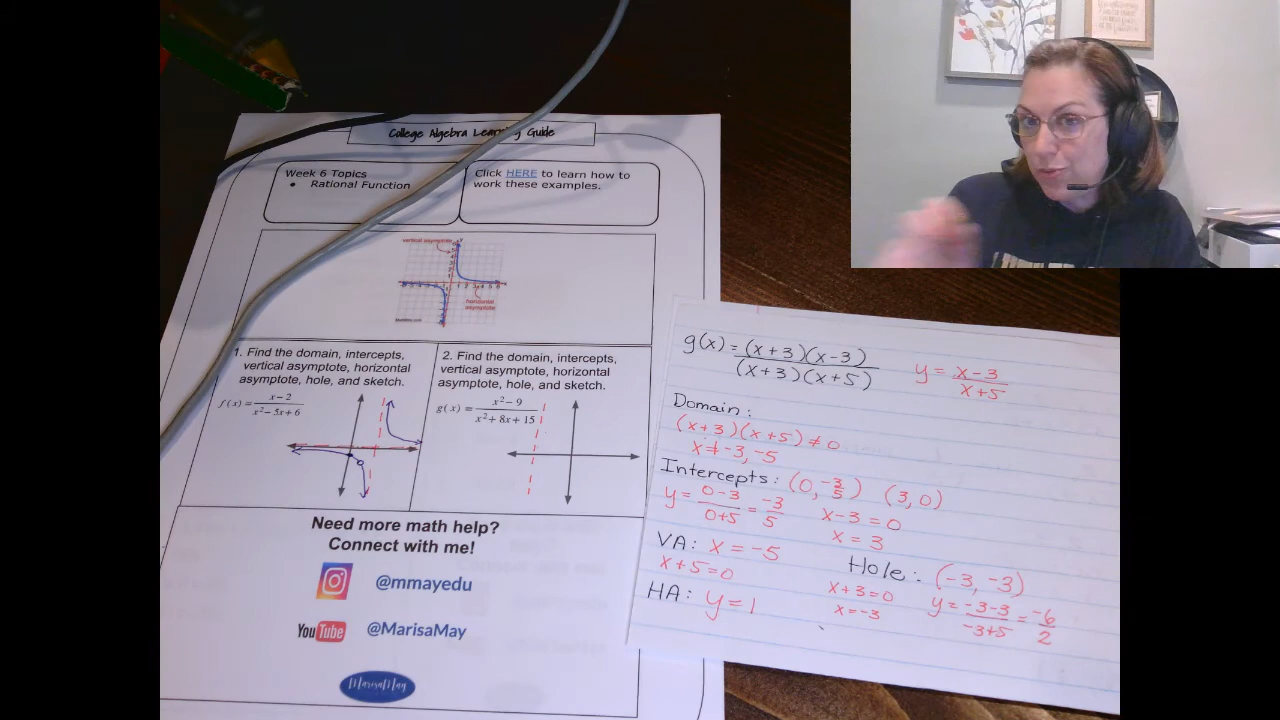 College Algebra Learning Guide
Week 6 Topics
• Rational Function
Click HERE to learn how to
work these examples.
vertical asymptote
horizontal
asymptote
1. Find the domain, intercepts,
vertical asymptote, horizontal
asymptote, hole, and sketch.
f(x) = (x-2)/(x²-5x+6)
2. Find the domain, intercepts,
vertical asymptote, horizontal
asymptote, hole, and sketch.
g(x) = (x²-9)/(x²+8x+15)
Need more math help?
Connect with me!
@mmayedu
YouTube @MarisaMay
MarisaMay
g(x) = (x+3)(x-3)/(x+3)(x+5)
y = (x-3)/(x+5)
Domain:
(x+3)(x+5) ≠ 0
x ≠ -3, -5
Intercepts: (0, -3/5) (3, 0)
y = (0-3)/(0+5) = -3/5
x-3=0
x = 3
VA: x = -5
x+5=0
HA: y=1
Hole: (-3, -3)
x+3=0
x=-3
y = (-3-3)/(-3+5) = -6/2